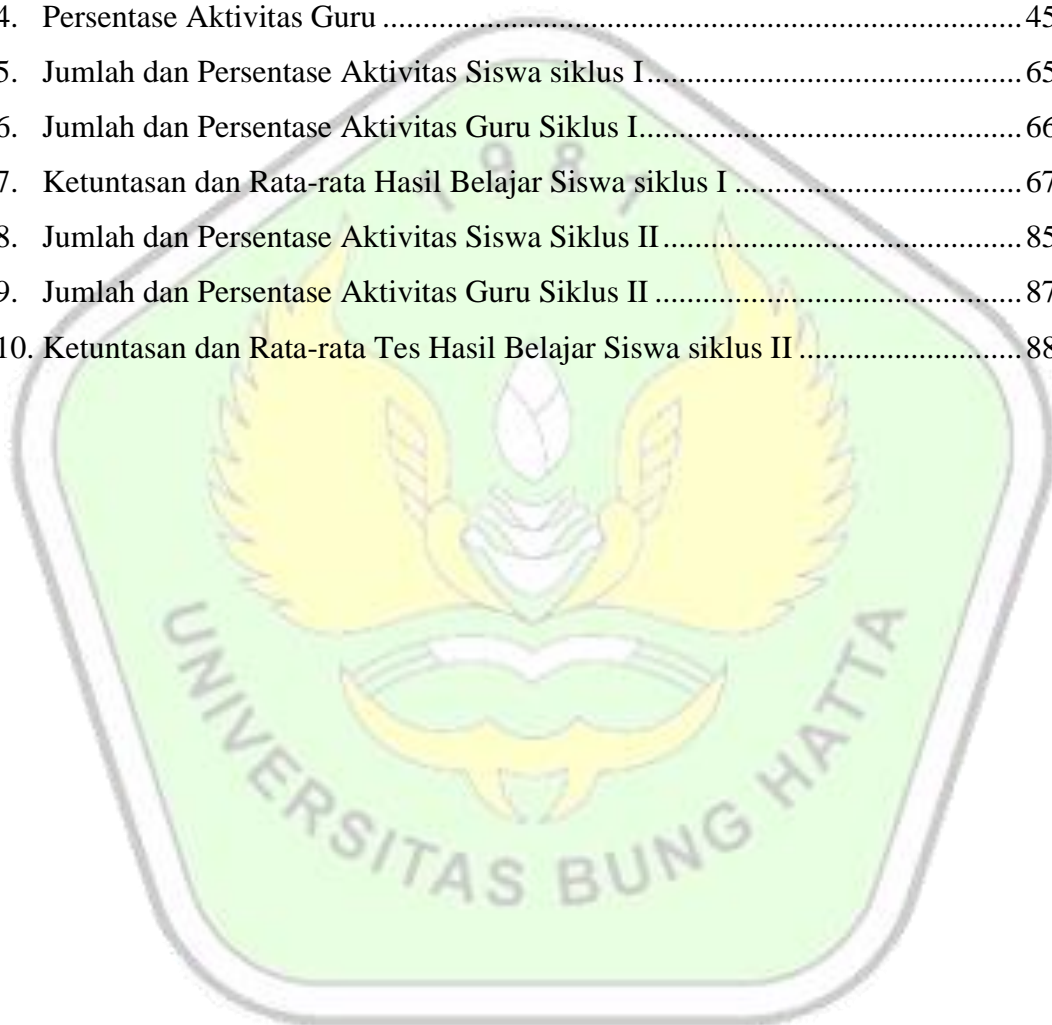 4. Persentase Aktivitas Guru ........................................................................ 45
5. Jumlah dan Persentase Aktivitas Siswa siklus I .......................................... 65
6. Jumlah dan Persentase Aktivitas Guru Siklus I........................................... 66
7. Ketuntasan dan Rata-rata Hasil Belajar Siswa siklus I ................................ 67
8. Jumlah dan Persentase Aktivitas Siswa Siklus II ........................................ 85
9. Jumlah dan Persentase Aktivitas Guru Siklus II ......................................... 87
10. Ketuntasan dan Rata-rata Tes Hasil Belajar Siswa siklus II ......................... 88
1981
UNIVERSITAS BUNG HATTA